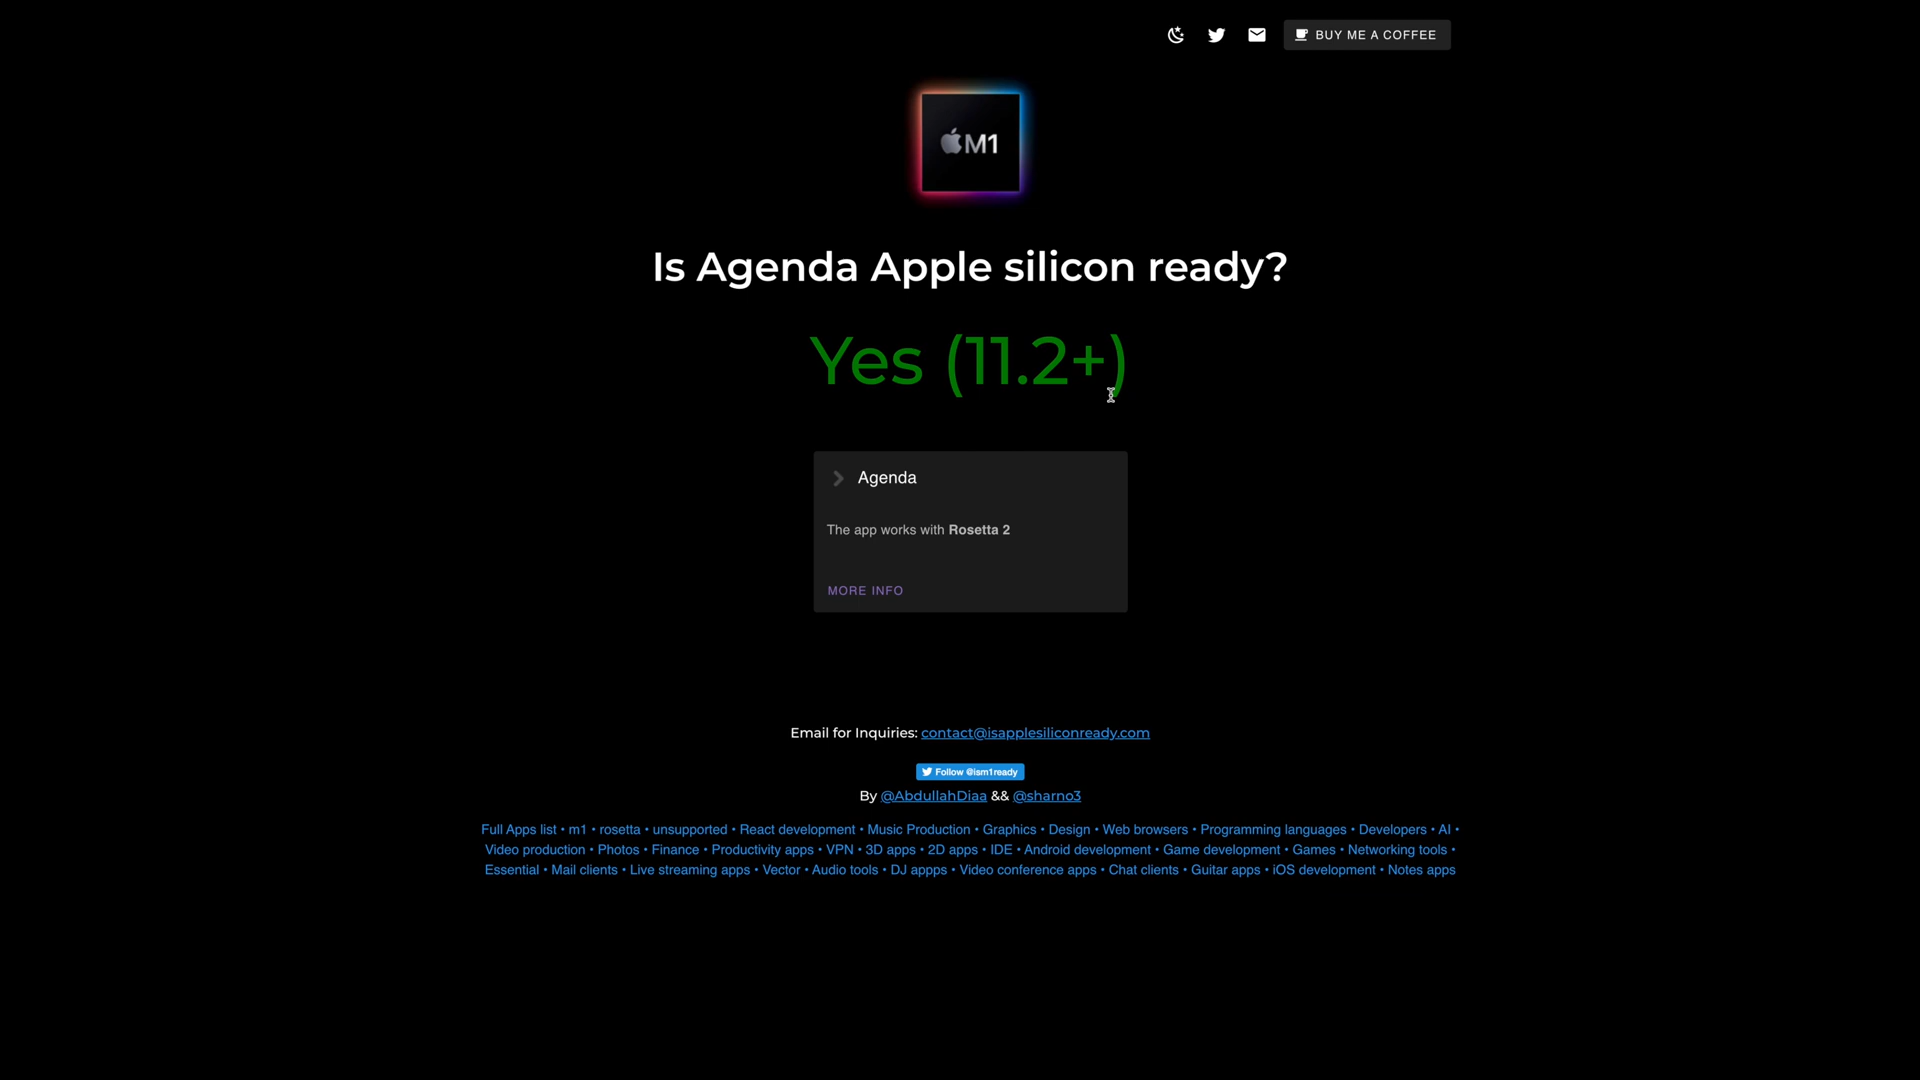 BUY ME A COFFEE
M1
Is Agenda Apple silicon ready?
Yes (11.2+)
Agenda
The app works with Rosetta 2
MORE INFO
Email for Inquiries: contact@isapplesiliconready.com
Follow @ism1ready
By @AbdullahDiaa && @sharno3
Full Apps list • m1 • rosetta • unsupported • React development • Music Production • Graphics • Design • Web browsers • Programming languages • Developers • AI •
Video production • Photos • Finance • Productivity apps • VPN • 3D apps • 2D apps • IDE • Android development • Game development • Games • Networking tools •
Essential • Mail clients • Live streaming apps • Vector • Audio tools • DJ appps • Video conference apps • Chat clients • Guitar apps • iOS development • Notes apps